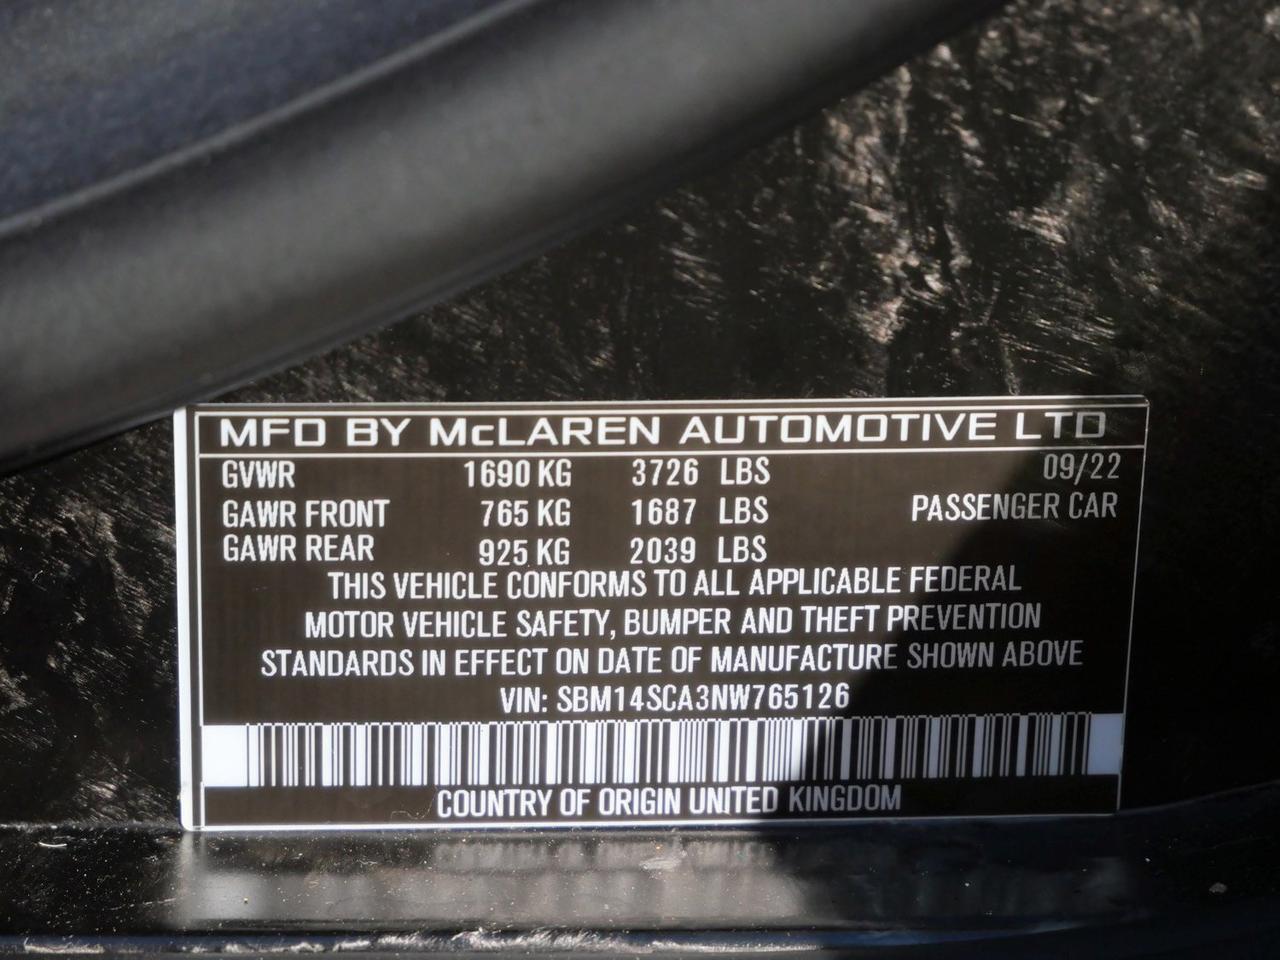 MFD BY McLAREN AUTOMOTIVE LTD
GVWR 1690 KG 3726 LBS 09/22
GAWR FRONT 765 KG 1687 LBS PASSENGER CAR
GAWR REAR 925 KG 2039 LBS
THIS VEHICLE CONFORMS TO ALL APPLICABLE FEDERAL
MOTOR VEHICLE SAFETY, BUMPER AND THEFT PREVENTION
STANDARDS IN EFFECT ON DATE OF MANUFACTURE SHOWN ABOVE
VIN: SBM14SCA3NW765126
COUNTRY OF ORIGIN UNITED KINGDOM